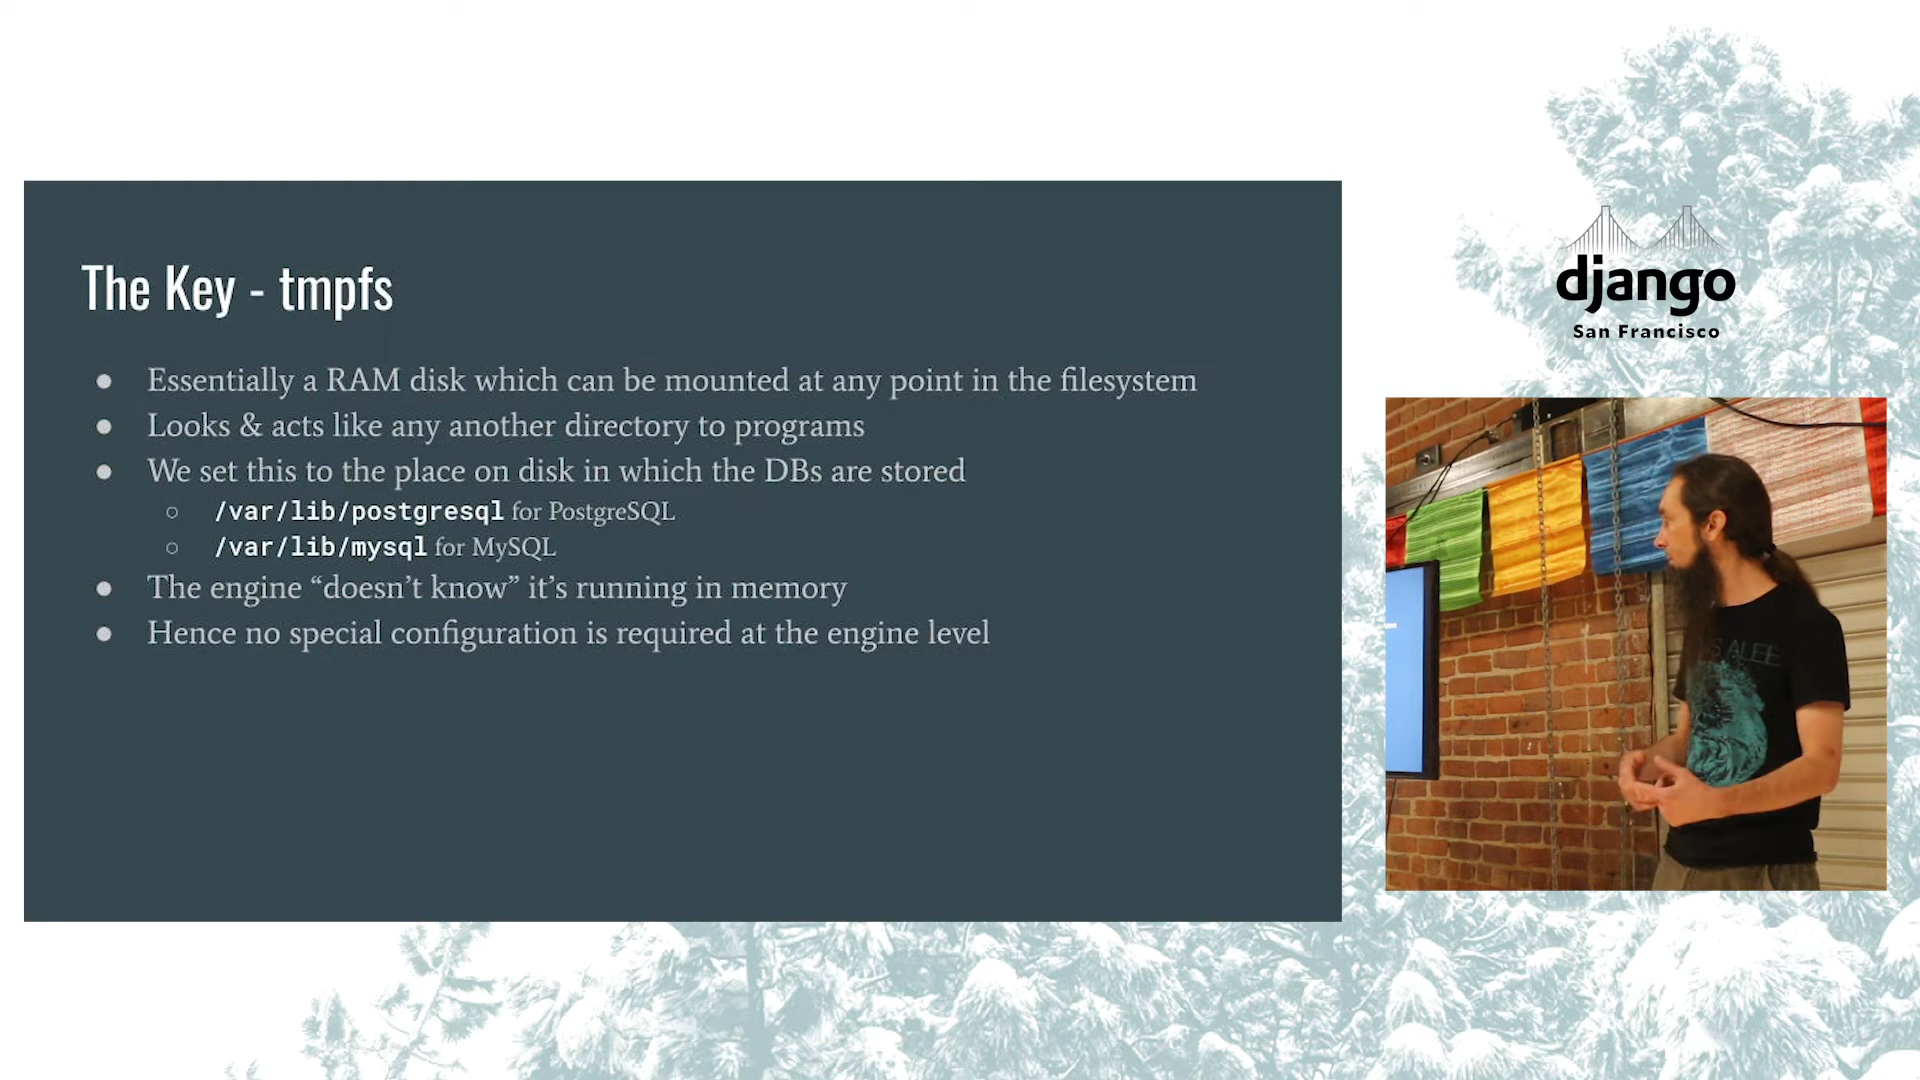 The Key - tmpfs
● Essentially a RAM disk which can be mounted at any point in the filesystem
● Looks & acts like any another directory to programs
● We set this to the place on disk in which the DBs are stored
○ /var/lib/postgresql for PostgreSQL
○ /var/lib/mysql for MySQL
● The engine “doesn’t know” it’s running in memory
● Hence no special configuration is required at the engine level
django
San Francisco
ALEE